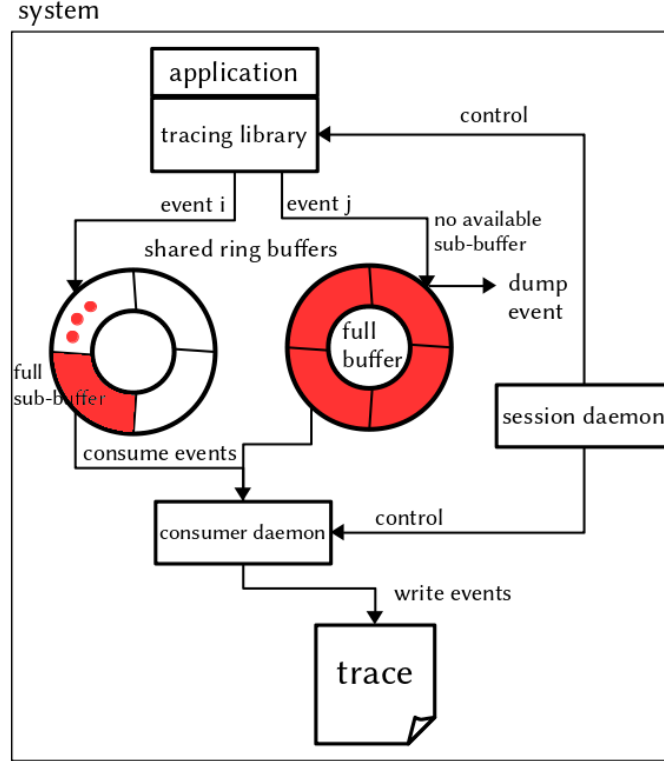 system
application
tracing library
control
event i
event j
no available
sub-buffer
shared ring buffers
dump
event
full
buffer
full
sub-buffer
session daemon
consume events
consumer daemon
control
write events
trace